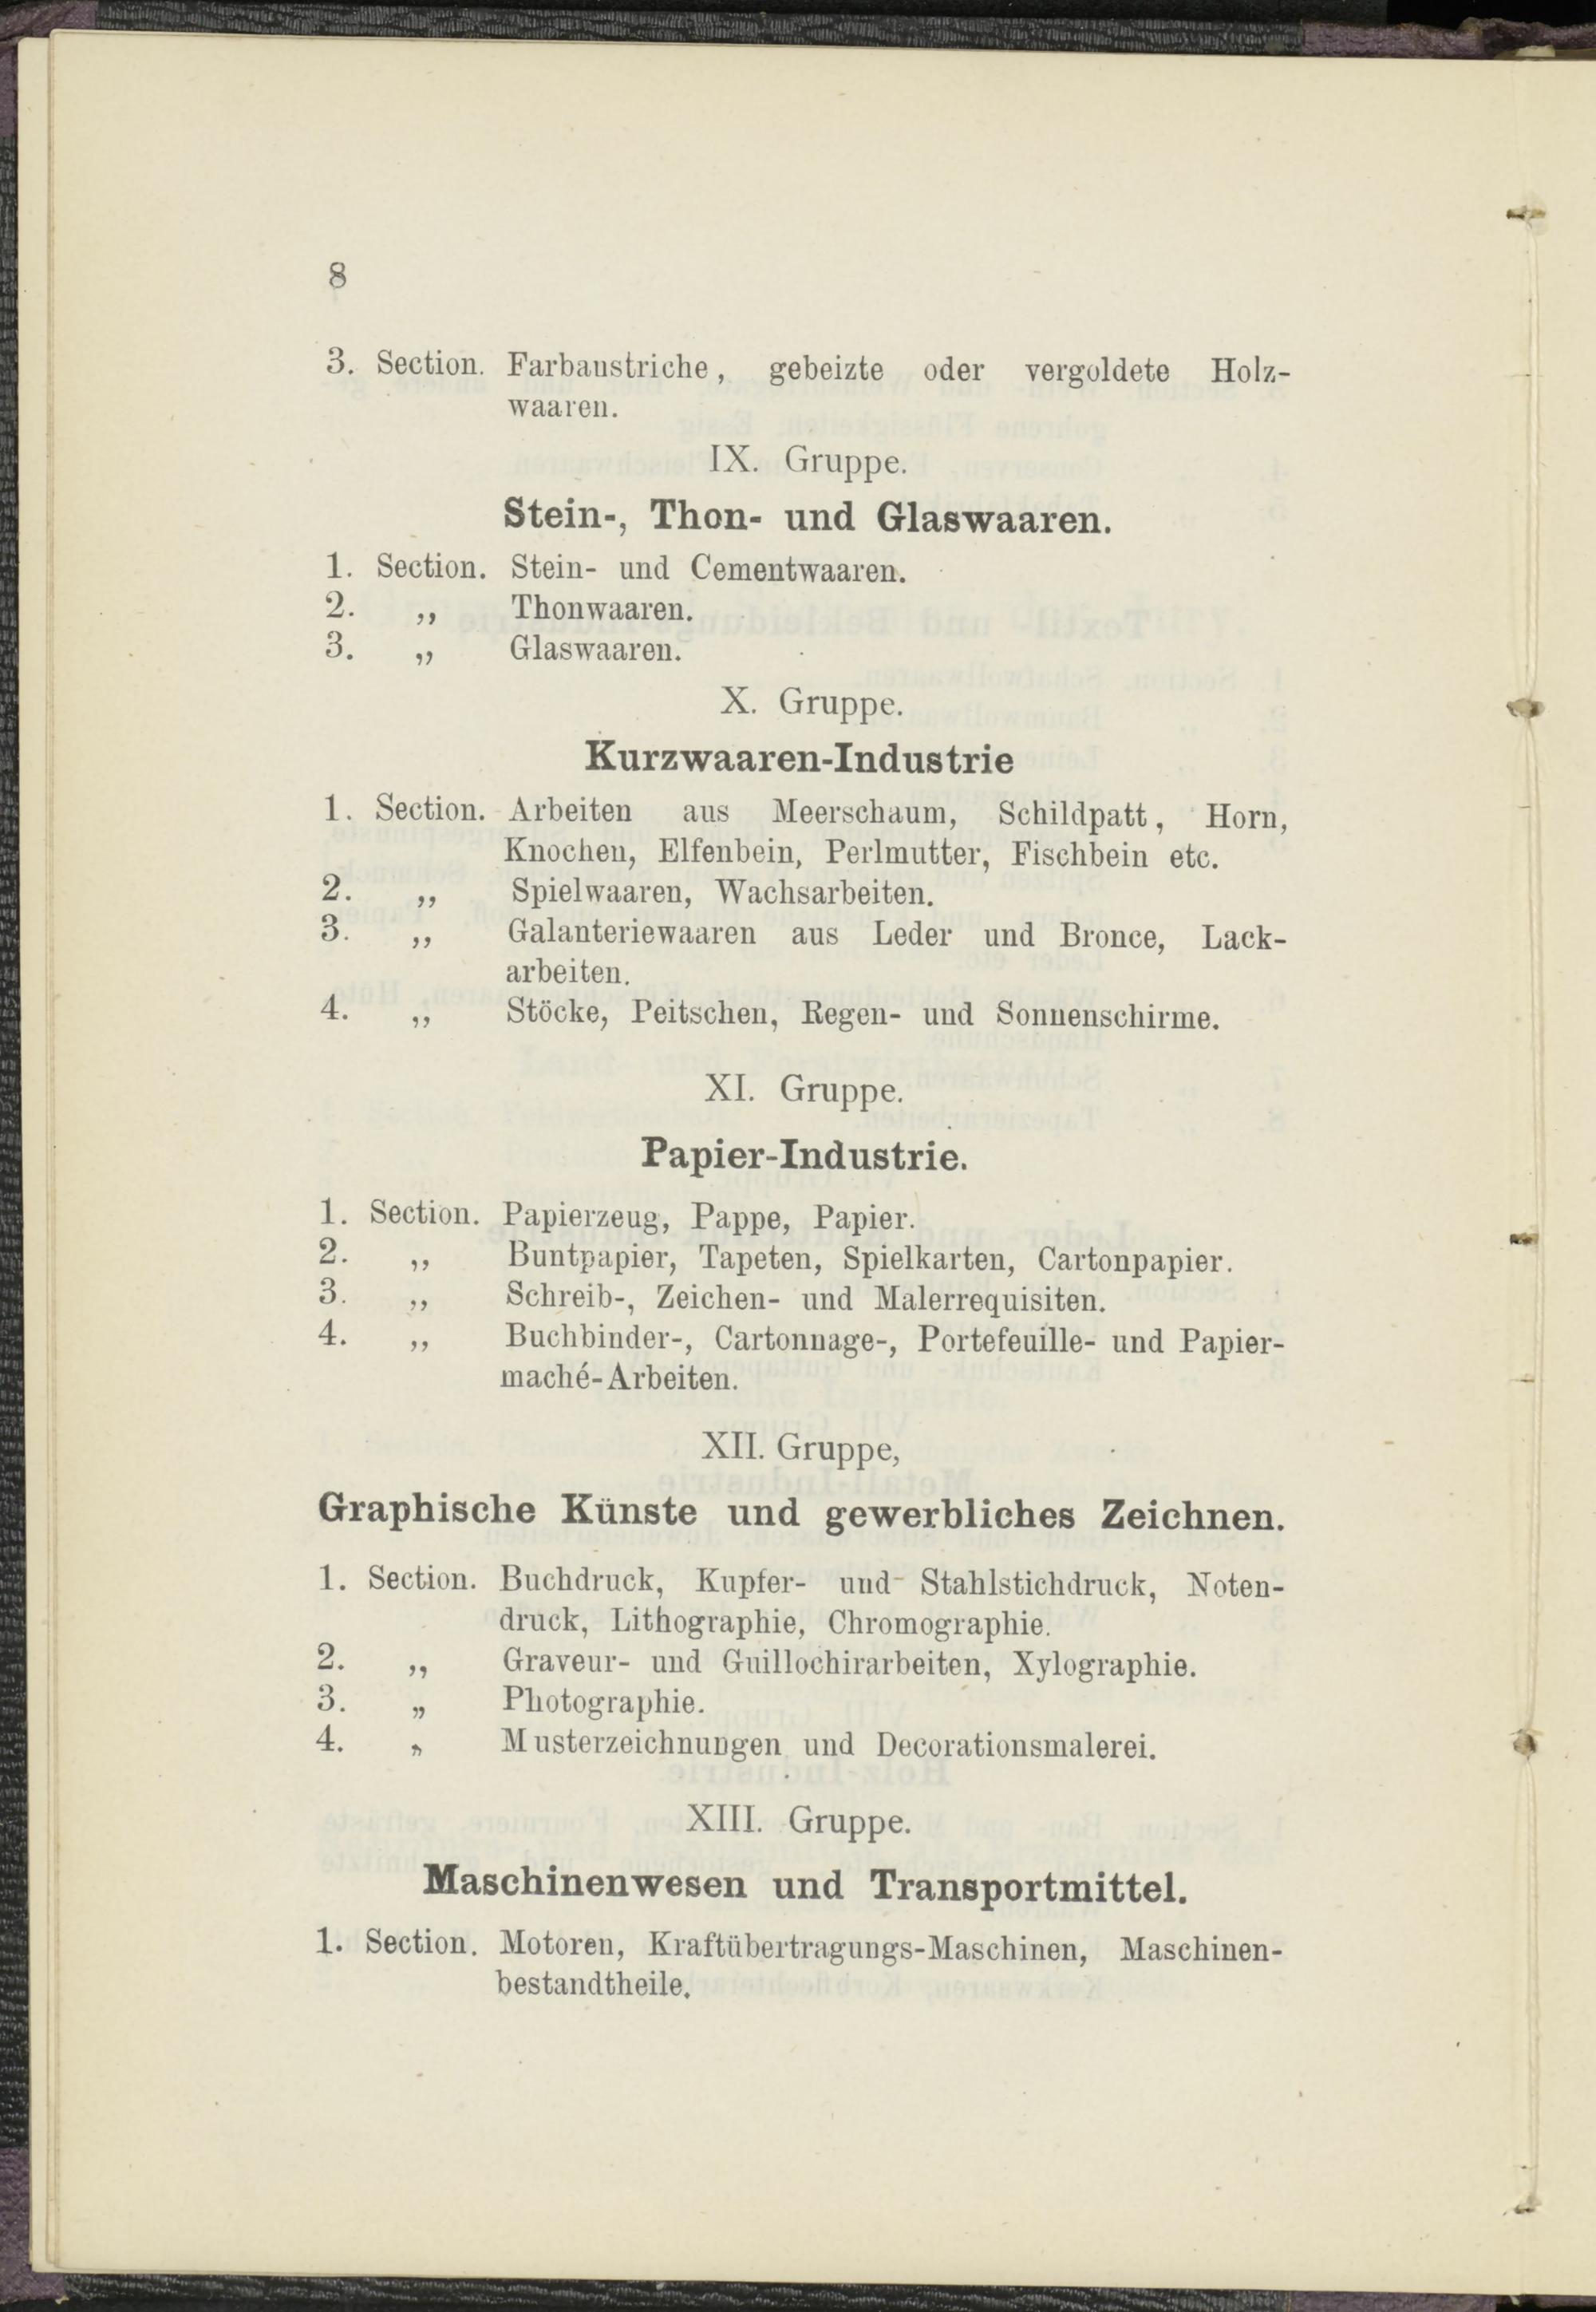 8
3. Section. Farbanstriche, gebeizte oder vergoldete Holz-
waaren.
IX. Gruppe.
Stein-, Thon- und Glaswaaren.
1. Section. Stein- und Cementwaaren.
2. „ Thonwaaren.
3. „ Glaswaaren.
X. Gruppe.
Kurzwaaren-Industrie
1. Section. Arbeiten aus Meerschaum, Schildpatt, Horn,
Knochen, Elfenbein, Perlmutter, Fischbein etc.
2. „ Spielwaaren, Wachsarbeiten.
3. „ Galanteriewaaren aus Leder und Bronce, Lack-
arbeiten.
4. „ Stöcke, Peitschen, Regen- und Sonnenschirme.
XI. Gruppe.
Papier-Industrie.
1. Section. Papierzeug, Pappe, Papier.
2. „ Buntpapier, Tapeten, Spielkarten, Cartonpapier.
3. „ Schreib-, Zeichen- und Malerrequisiten.
4. „ Buchbinder-, Cartonnage-, Portefeuille- und Papier-
maché-Arbeiten.
XII. Gruppe,
Graphische Künste und gewerbliches Zeichnen.
1. Section. Buchdruck, Kupfer- und Stahlstichdruck, Noten-
druck, Lithographie, Chromographie.
2. „ Graveur- und Guillochirarbeiten, Xylographie.
3. „ Photographie.
4. „ Musterzeichnungen und Decorationsmalerei.
XIII. Gruppe.
Maschinenwesen und Transportmittel.
1. Section. Motoren, Kraftübertragungs-Maschinen, Maschinen-
bestandtheile.